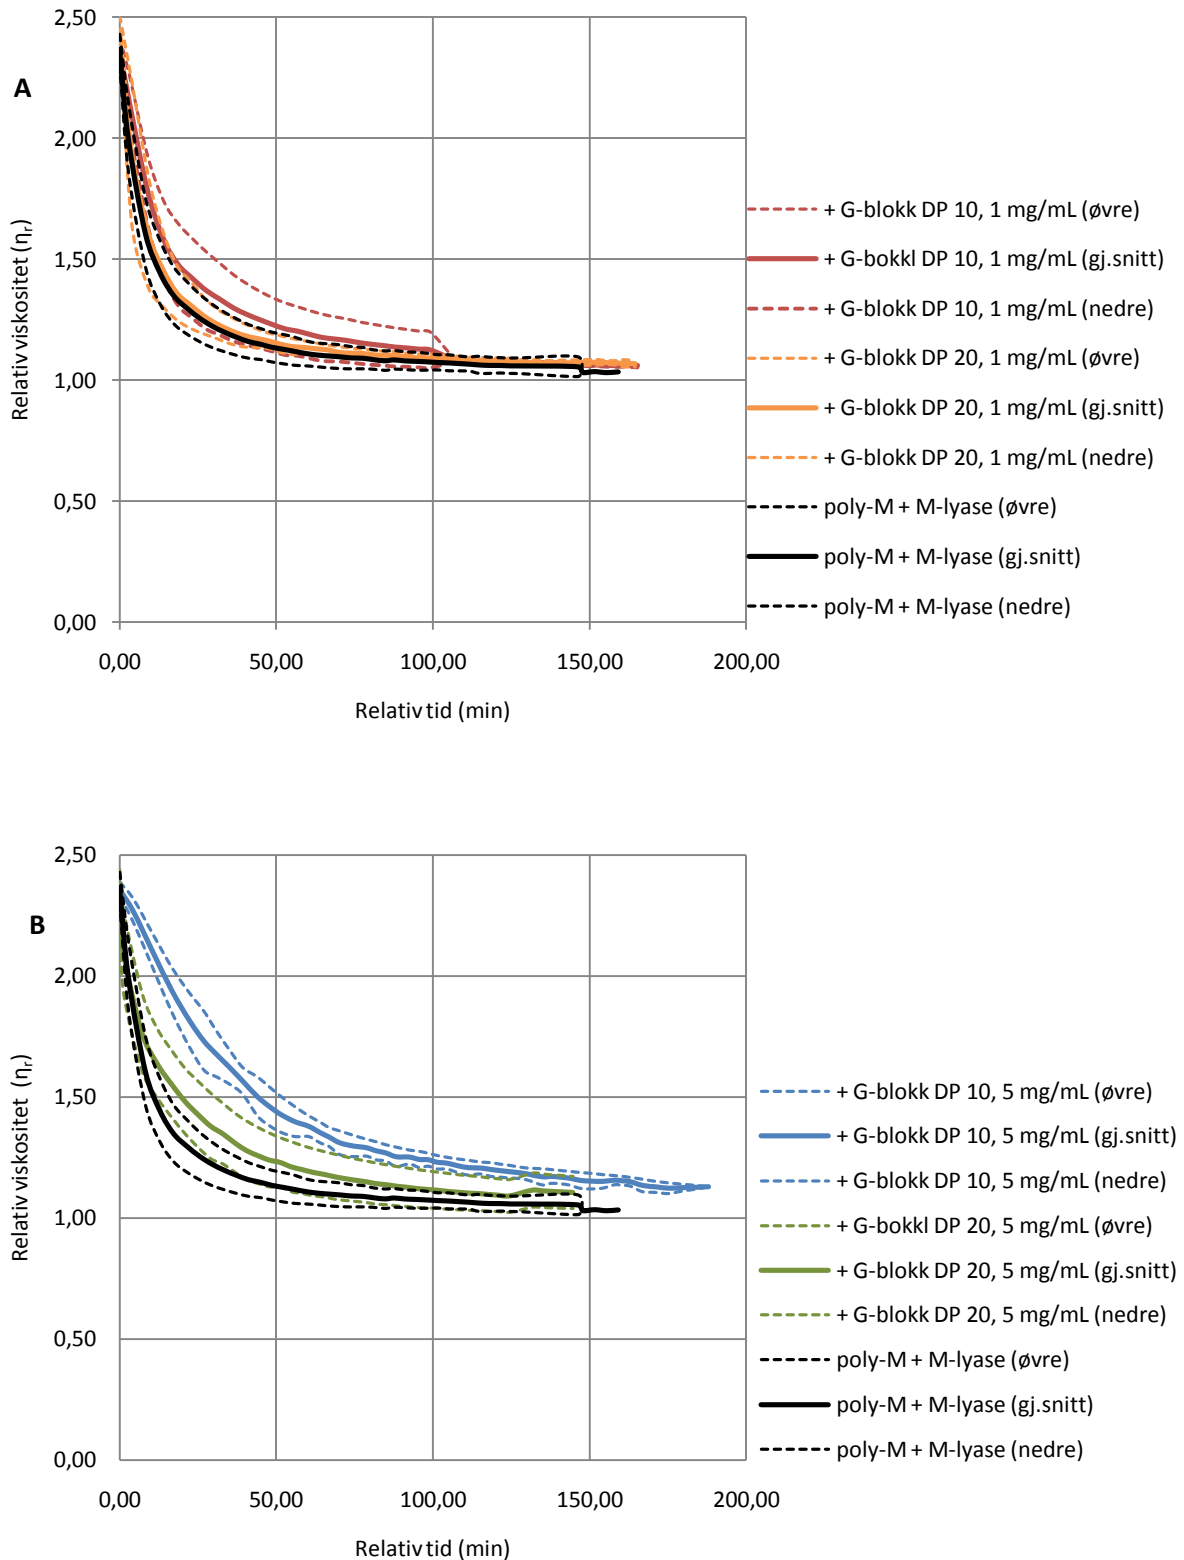 A
2,50
2,00
1,50
1,00
0,50
0,00
Relativ viskositet (ηr)
0,00 50,00 100,00 150,00 200,00
Relativ tid (min)
+ G-blokk DP 10, 1 mg/mL (øvre)
+ G-bokkl DP 10, 1 mg/mL (gj.snitt)
+ G-blokk DP 10, 1 mg/mL (nedre)
+ G-blokk DP 20, 1 mg/mL (øvre)
+ G-blokk DP 20, 1 mg/mL (gj.snitt)
+ G-blokk DP 20, 1 mg/mL (nedre)
poly-M + M-lyase (øvre)
poly-M + M-lyase (gj.snitt)
poly-M + M-lyase (nedre)
B
2,50
2,00
1,50
1,00
0,50
0,00
Relativ viskositet (ηr)
0,00 50,00 100,00 150,00 200,00
Relativ tid (min)
+ G-blokk DP 10, 5 mg/mL (øvre)
+ G-blokk DP 10, 5 mg/mL (gj.snitt)
+ G-blokk DP 10, 5 mg/mL (nedre)
+ G-bokkl DP 20, 5 mg/mL (øvre)
+ G-blokk DP 20, 5 mg/mL (gj.snitt)
+ G-blokk DP 20, 5 mg/mL (nedre)
poly-M + M-lyase (øvre)
poly-M + M-lyase (gj.snitt)
poly-M + M-lyase (nedre)